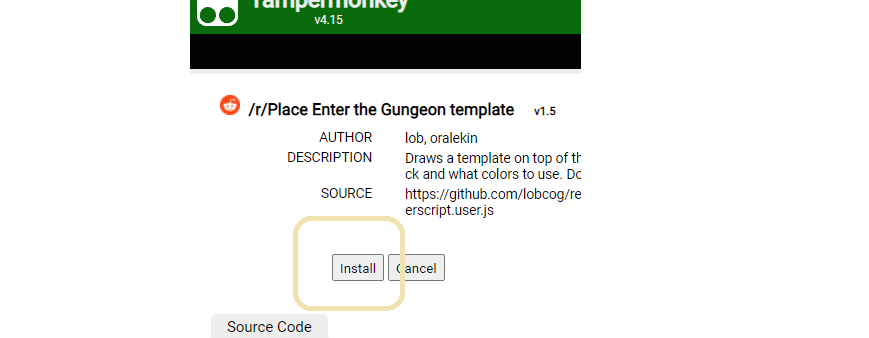 Tampermonkey
v4.15
/r/Place Enter the Gungeon template v1.5
AUTHOR lob, oralekin
DESCRIPTION Draws a template on top of th
ck and what colors to use. Do
SOURCE https://github.com/lobcog/re
erscript.user.js
Install Cancel
Source Code